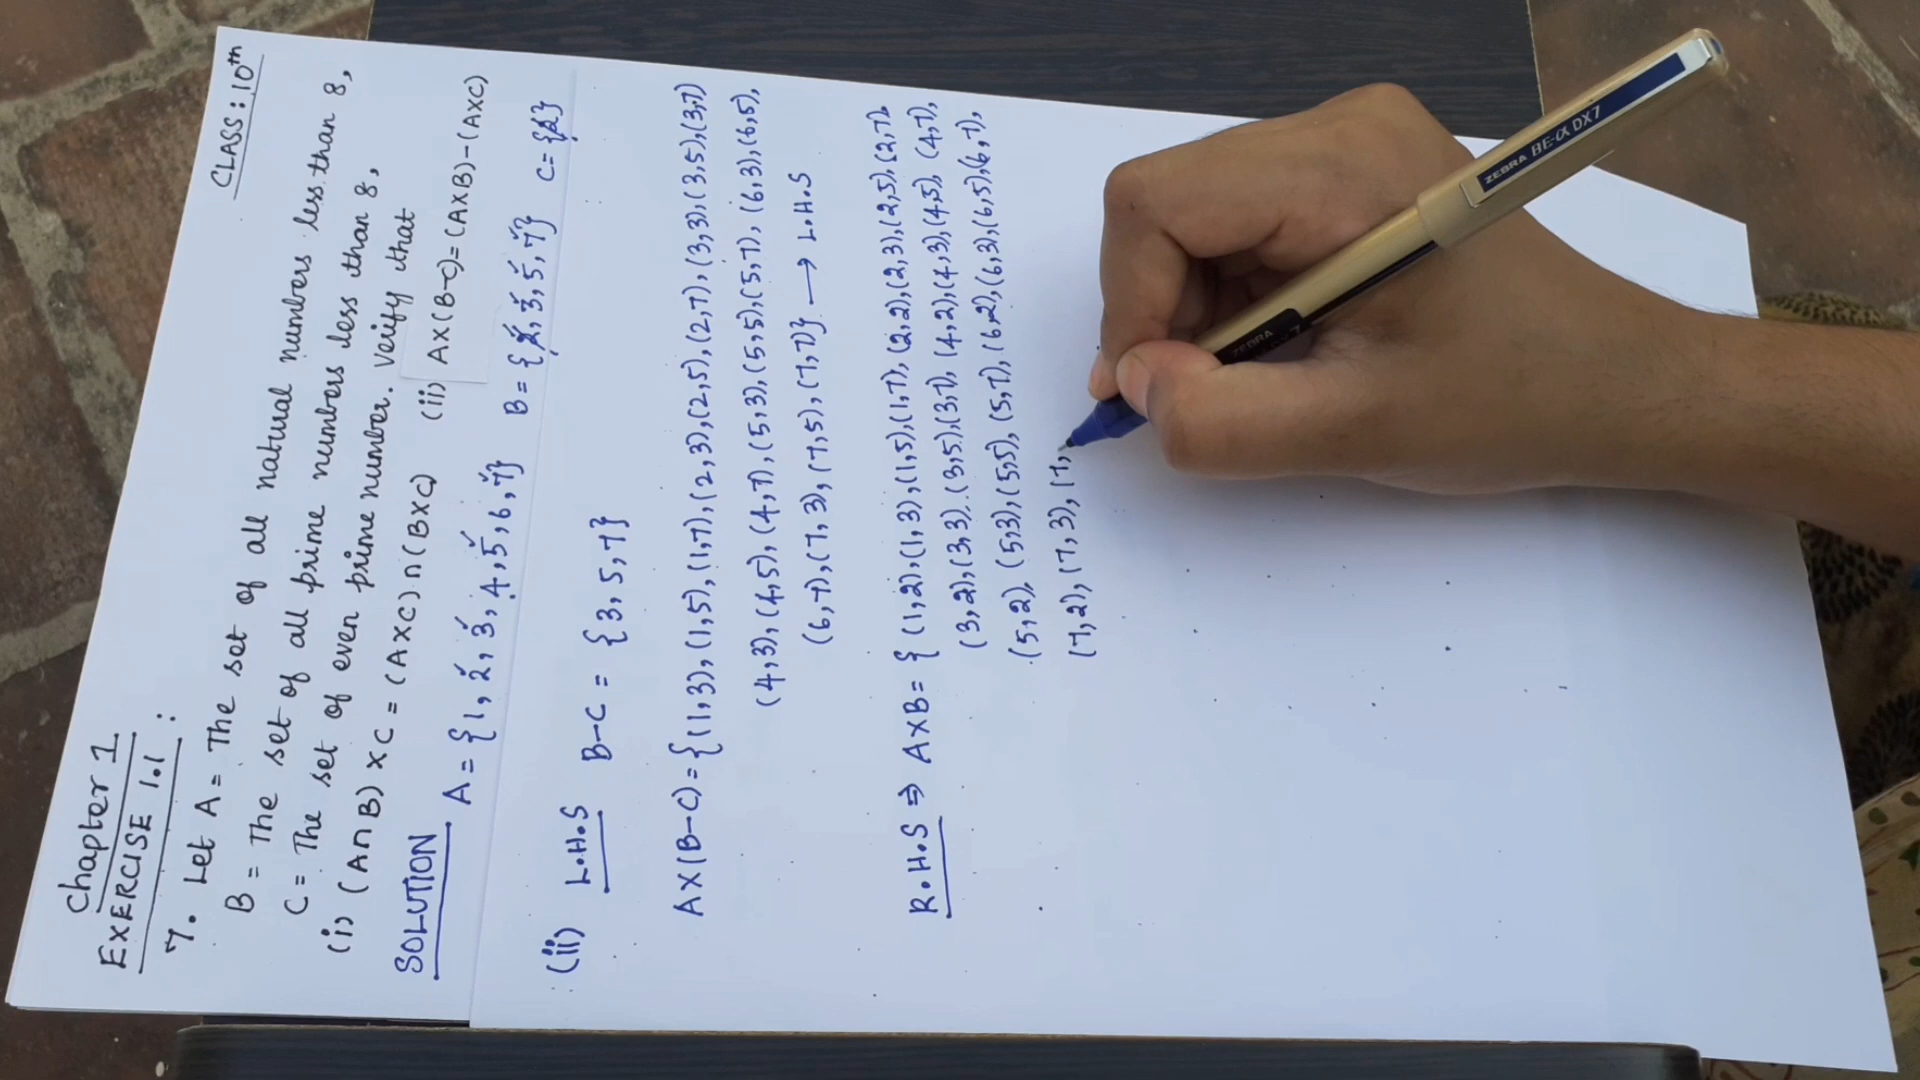 CLASS: 10th
Chapter 1
EXERCISE 1.1 :
7. Let A = The set of all natural numbers less than 8,
B = The set of all prime numbers less than 8,
C = The set of even prime number. Verify that
(i) (A∩B) × C = (A×C) ∩ (B×C) (ii) A×(B-C) = (A×B)-(A×C)
SOLUTION
A = {1, 2, 3, 4, 5, 6, 7} B = {2, 3, 5, 7} C = {2}
(ii) L.H.S B-C = {3, 5, 7}
A×(B-C) = {(1,3),(1,5),(1,7),(2,3),(2,5),(2,7),(3,3),(3,5),(3,7)
(4,3),(4,5),(4,7),(5,3),(5,5),(5,7),(6,3),(6,5),
(6,7),(7,3),(7,5),(7,7)} → L.H.S
R.H.S ⇒ A×B = {(1,2),(1,3),(1,5),(1,7),(2,2),(2,3),(2,5),(2,7),
(3,2),(3,3),(3,5),(3,7),(4,2),(4,3),(4,5),(4,7),
(5,2),(5,3),(5,5),(5,7),(6,2),(6,3),(6,5),(6,7),
(7,2),(7,3),(7,
ZEBRA BE-α DX7
ZEBRA